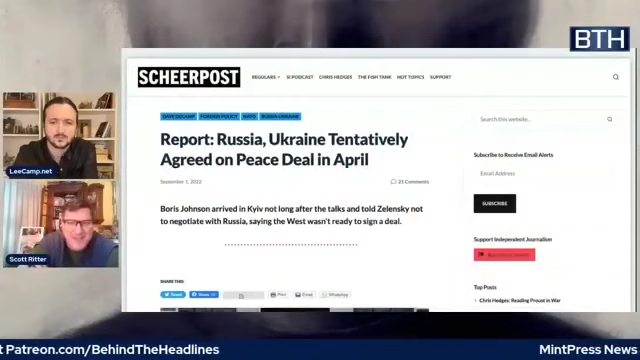 BTH
SCHEERPOST
REGULARS SI PODCAST CHRIS HEDGES THE FISH TANK HOT TOPICS SUPPORT
DAVE DECAMP FOREIGN POLICY NATO RUSSIA-UKRAINE
Report: Russia, Ukraine Tentatively
Agreed on Peace Deal in April
September 1, 2022
21 Comments
Boris Johnson arrived in Kyiv not long after the talks and told Zelensky not
to negotiate with Russia, saying the West wasn't ready to sign a deal.
SHARE THIS:
Tweet
Share
Print
Email
WhatsApp
Search this website...
Subscribe to Receive Email Alerts
Email Address
SUBSCRIBE
Support Independent Journalism
Top Posts
Chris Hedges: Reading Proust in War
LeeCamp.net
Scott Ritter
t Patreon.com/BehindTheHeadlines
MintPress News